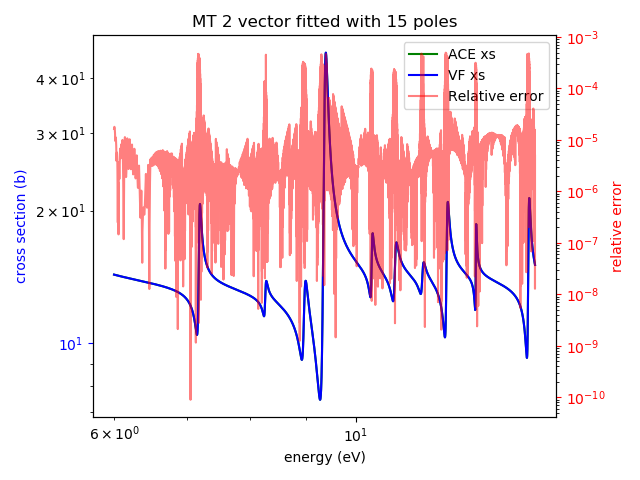 MT 2 vector fitted with 15 poles
ACE xs
VF xs
Relative error
cross section (b)
4 × 10¹
3 × 10¹
2 × 10¹
10¹
10⁻³
10⁻⁴
10⁻⁵
10⁻⁶
10⁻⁷
10⁻⁸
10⁻⁹
10⁻¹⁰
relative error
6 × 10⁰
10¹
energy (eV)